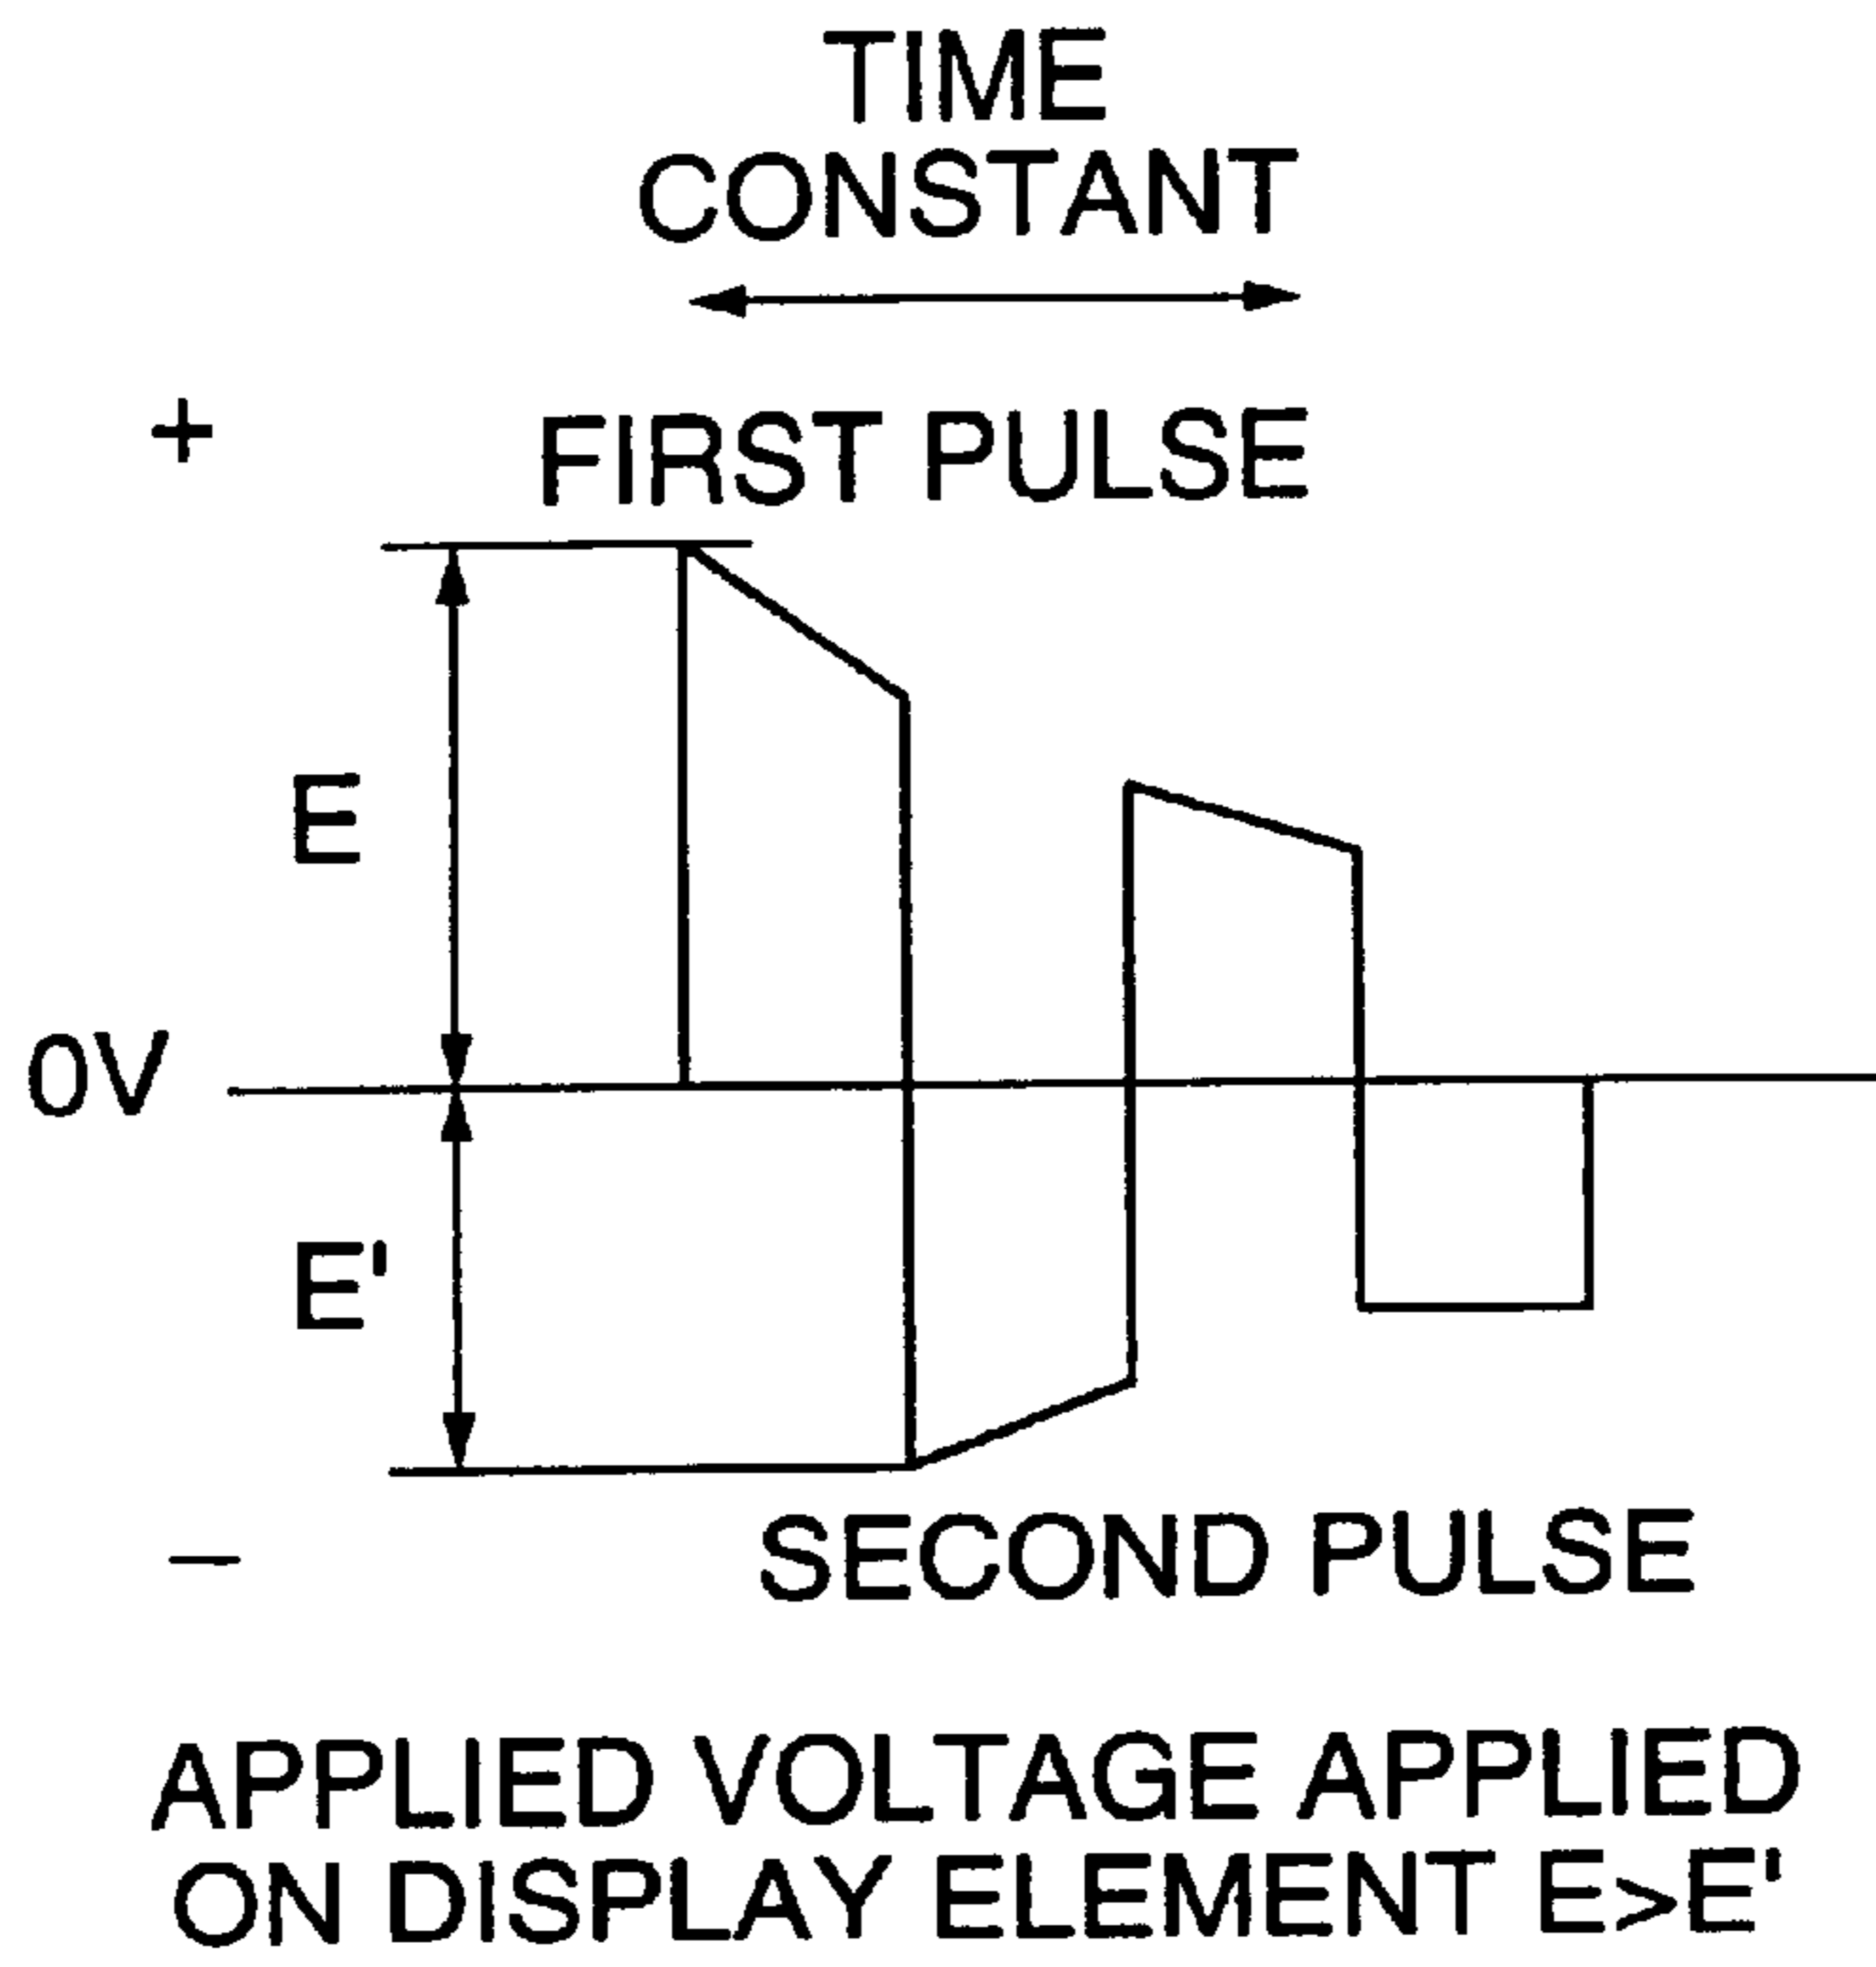 TIME
CONSTANT
+
FIRST PULSE
E
0V
E'
SECOND PULSE
−
APPLIED VOLTAGE APPLIED
ON DISPLAY ELEMENT E>E'